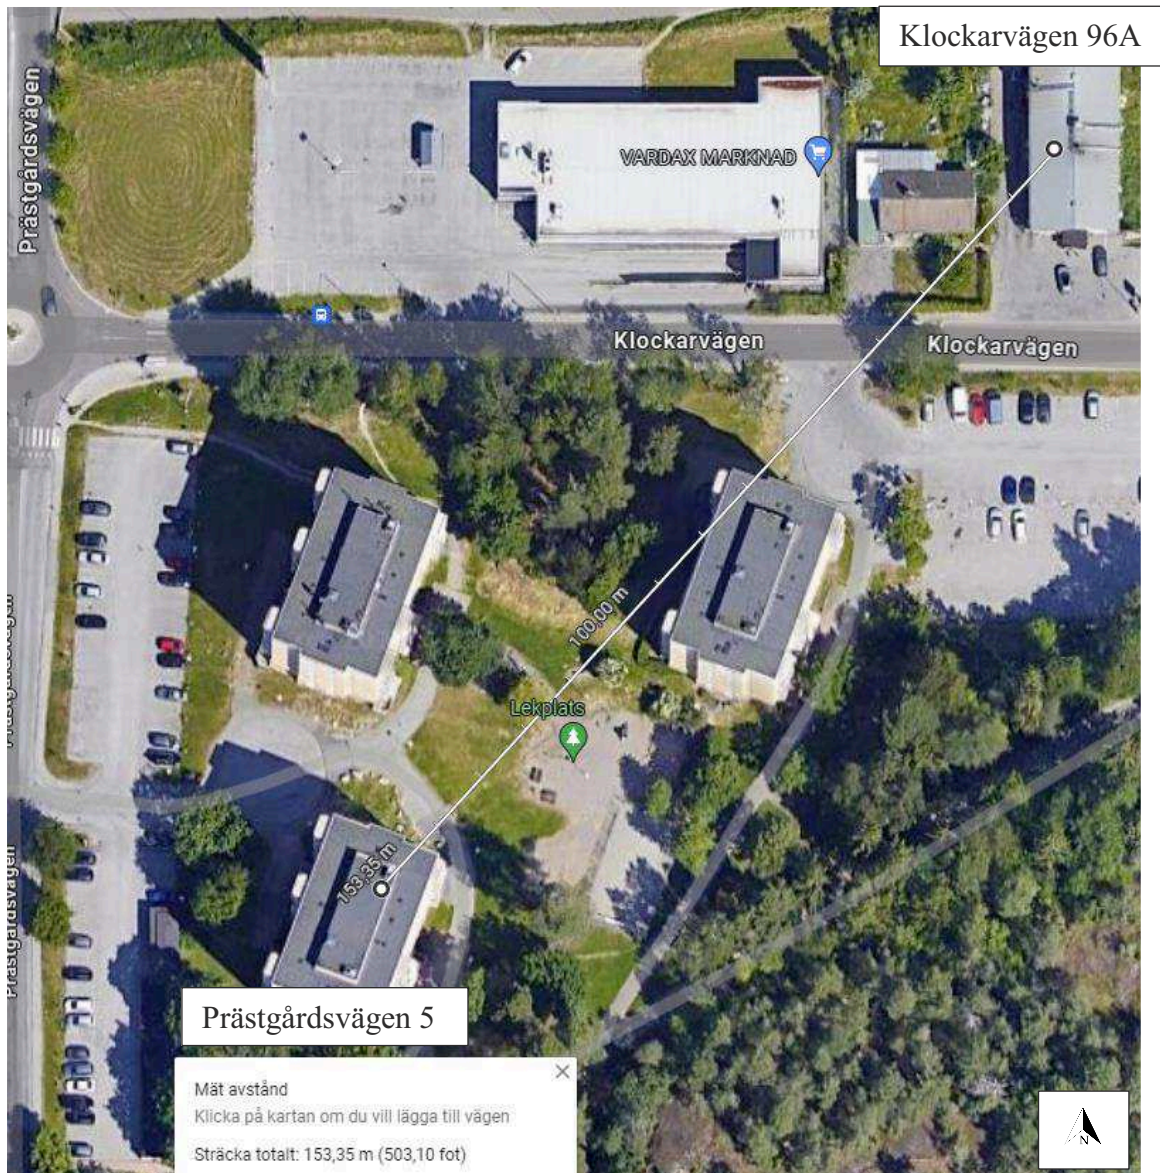 Klockarvägen 96A
Prästgårdsvägen
VARDAX MARKNAD
Klockarvägen
Klockarvägen
100,00 m
Lekplats
Prästgårdsvägen
153,35 m
Prästgårdsvägen
Prästgårdsvägen 5
Mät avstånd
Klicka på kartan om du vill lägga till vägen
Sträcka totalt: 153,35 m (503,10 fot)
N